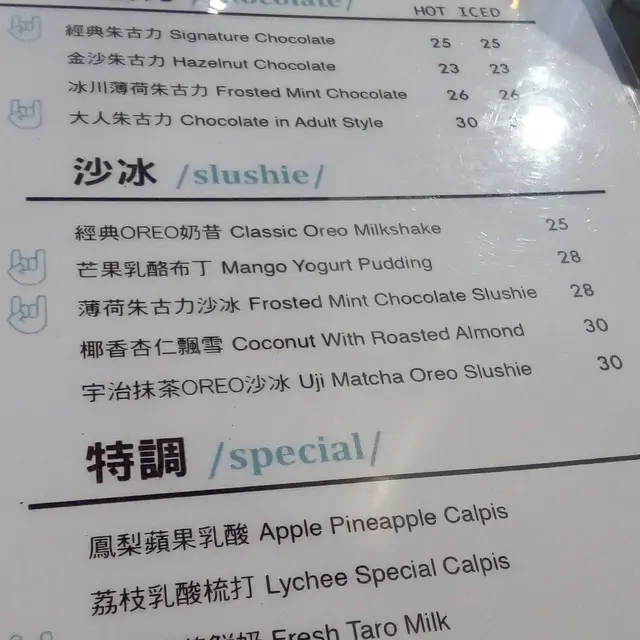 /chocolate/
HOT ICED
經典朱古力 Signature Chocolate 25 25
金沙朱古力 Hazelnut Chocolate 23 23
冰川薄荷朱古力 Frosted Mint Chocolate 26 26
大人朱古力 Chocolate in Adult Style 30
沙冰 /slushie/
經典OREO奶昔 Classic Oreo Milkshake 25
芒果乳酪布丁 Mango Yogurt Pudding 28
薄荷朱古力沙冰 Frosted Mint Chocolate Slushie 28
椰香杏仁飄雪 Coconut With Roasted Almond 30
宇治抹茶OREO沙冰 Uji Matcha Oreo Slushie 30
特調 /special/
鳳梨蘋果乳酸 Apple Pineapple Calpis
荔枝乳酸梳打 Lychee Special Calpis
鮮奶 Fresh Taro Milk